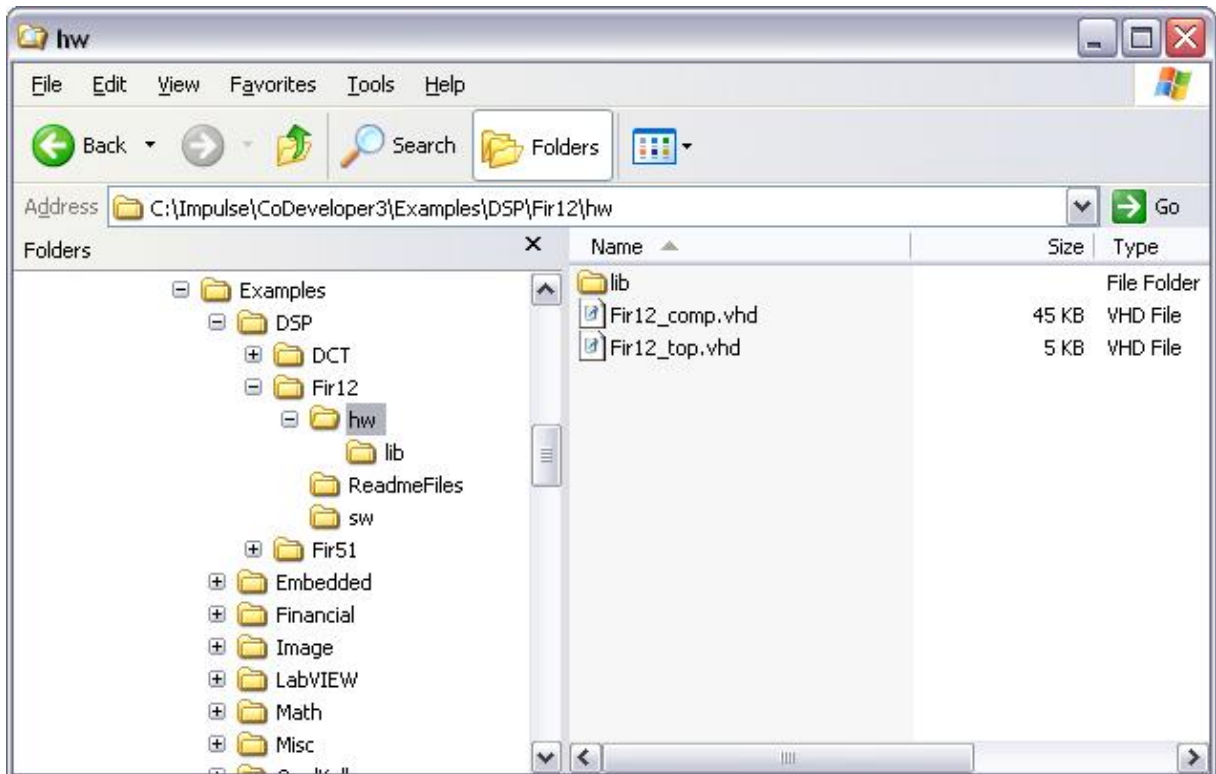 hw
File Edit View Favorites Tools Help
Back Search Folders
Address C:\Impulse\CoDeveloper3\Examples\DSP\Fir12\hw Go
Folders
Name Size Type
Examples
DSP
DCT
Fir12
hw
lib
ReadmeFiles
sw
Fir51
Embedded
Financial
Image
LabVIEW
Math
Misc
lib File Folder
Fir12_comp.vhd 45 KB VHD File
Fir12_top.vhd 5 KB VHD File